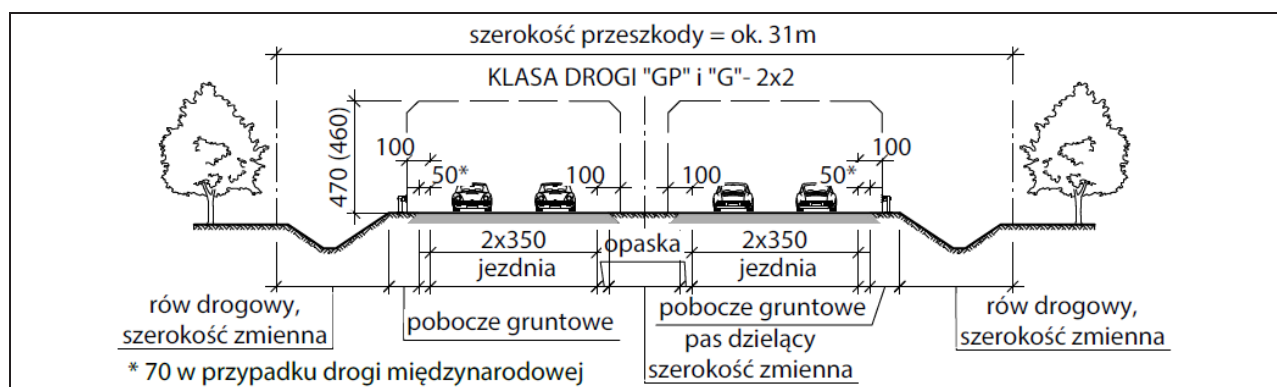 szerokość przeszkody = ok. 31m
KLASA DROGI "GP" i "G"- 2x2
470 (460)
100
50*
100
100
50*
100
2x350
jezdnia
opaska
2x350
jezdnia
rów drogowy,
szerokość zmienna
pobocze gruntowe
pobocze gruntowe
pas dzielący
szerokość zmienna
rów drogowy,
szerokość zmienna
* 70 w przypadku drogi międzynarodowej